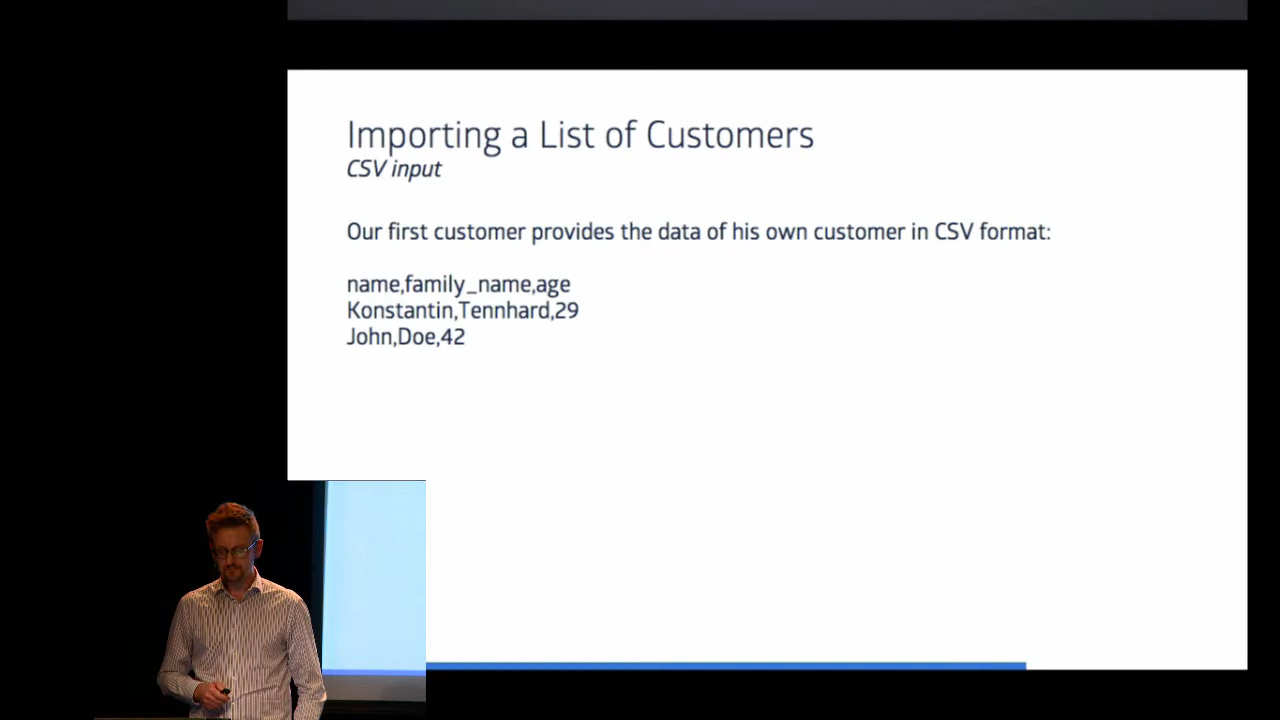 Importing a List of Customers
CSV input
Our first customer provides the data of his own customer in CSV format:
name,family_name,age
Konstantin,Tennhard,29
John,Doe,42